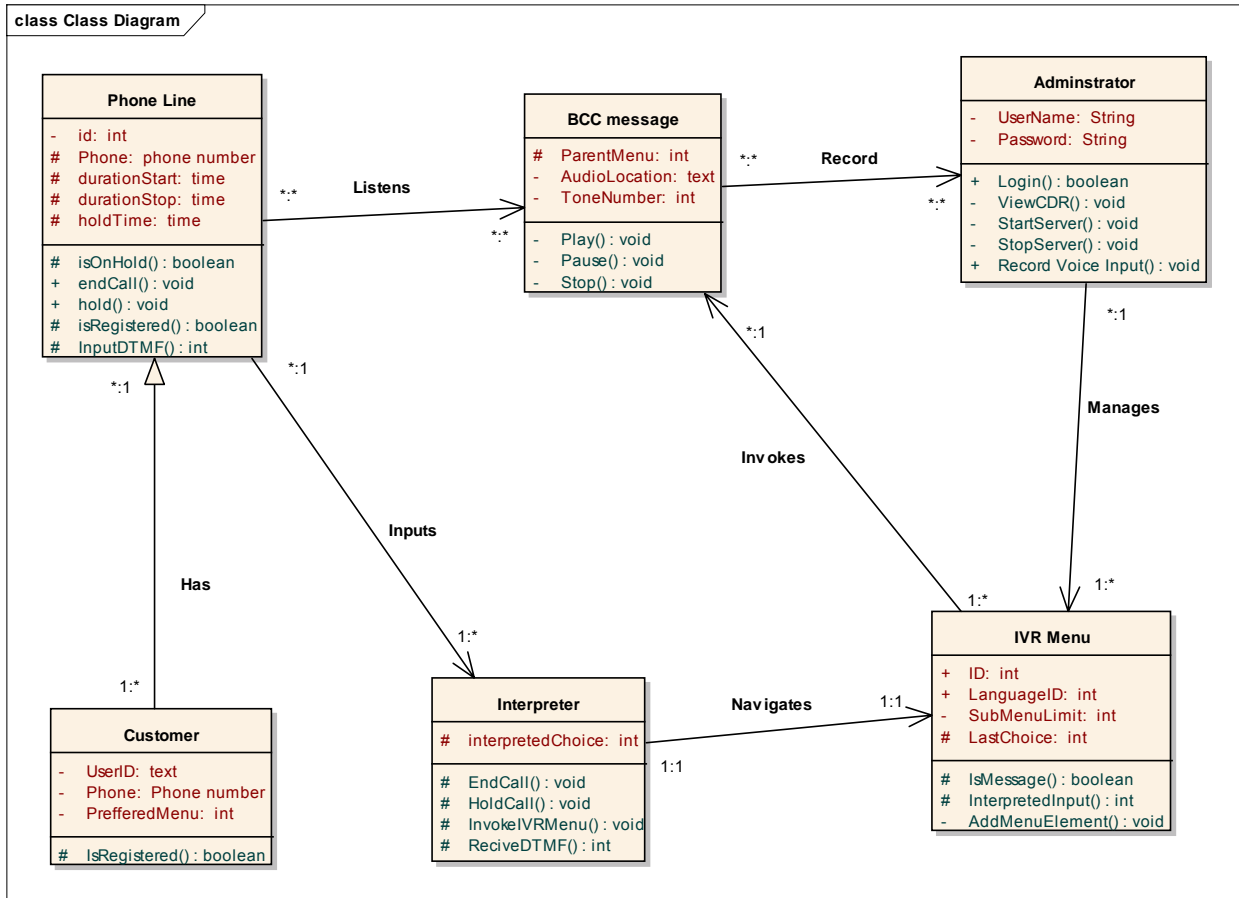 class Class Diagram
Phone Line
- id: int
# Phone: phone number
# durationStart: time
# durationStop: time
# holdTime: time
# isOnHold() : boolean
+ endCall() : void
+ hold() : void
# isRegistered() : boolean
# InputDTMF() : int
BCC message
# ParentMenu: int
- AudioLocation: text
- ToneNumber: int
- Play() : void
- Pause() : void
- Stop() : void
Adminstrator
- UserName: String
- Password: String
+ Login() : boolean
- ViewCDR() : void
- StartServer() : void
- StopServer() : void
+ Record Voice Input() : void
*:*
Listens
*:*
*:*
Record
*:*
*:1
*:1
*:1
*:1
Manages
Invokes
Inputs
Has
1:*
1:*
1:*
1:*
Customer
- UserID: text
- Phone: Phone number
- PrefferedMenu: int
# IsRegistered() : boolean
Interpreter
# interpretedChoice: int
# EndCall() : void
# HoldCall() : void
# InvokeIVRMenu() : void
# ReciveDTMF() : int
Navigates
1:1
1:1
IVR Menu
+ ID: int
+ LanguageID: int
- SubMenuLimit: int
# LastChoice: int
# IsMessage() : boolean
# InterpretedInput() : int
- AddMenuElement() : void